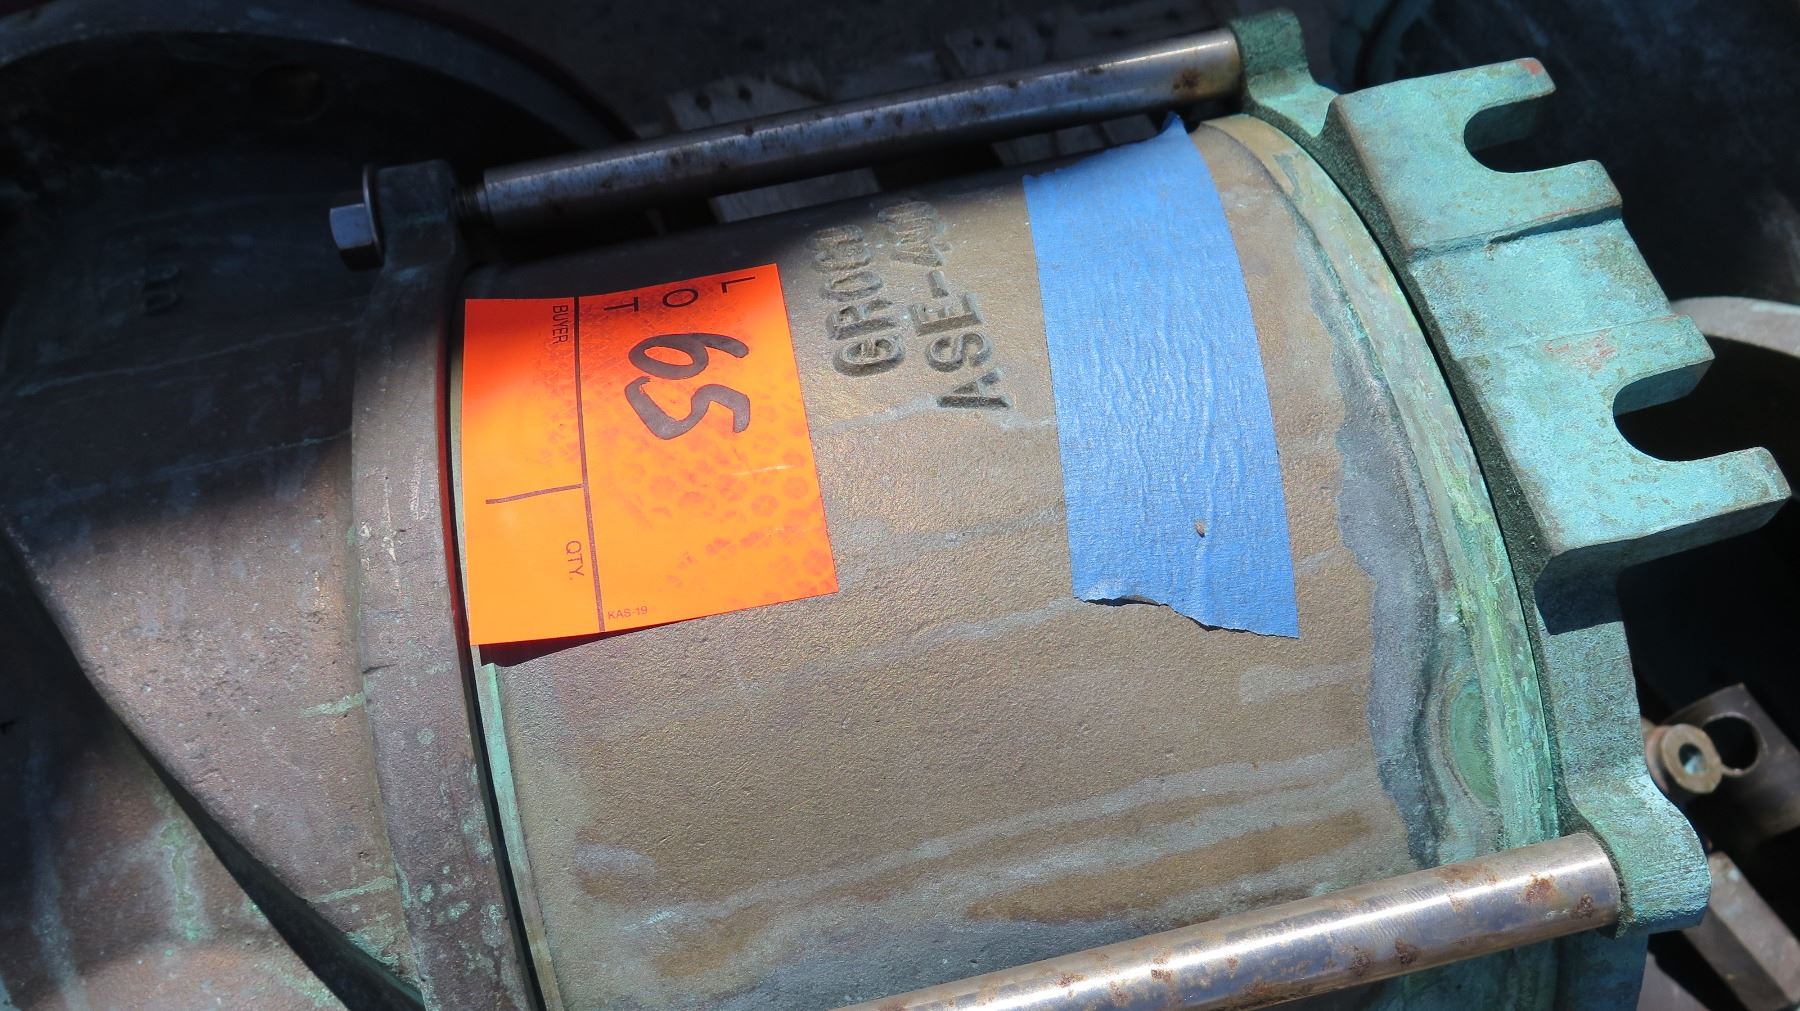 LOT
65
BUYER QTY.
KAS-19
GROCO
ASE-400